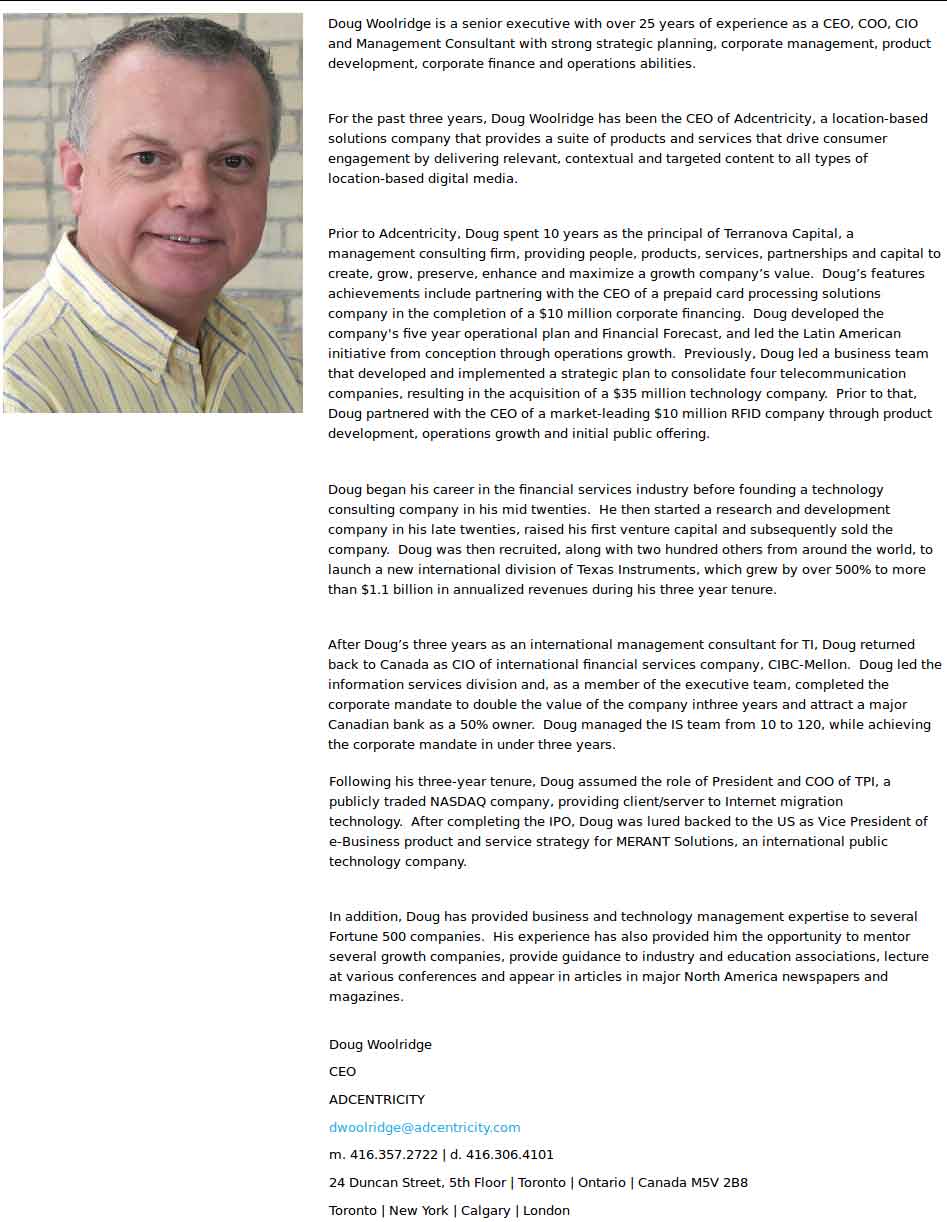 Doug Woolridge is a senior executive with over 25 years of experience as a CEO, COO, CIO
and Management Consultant with strong strategic planning, corporate management, product
development, corporate finance and operations abilities.
For the past three years, Doug Woolridge has been the CEO of Adcentricity, a location-based
solutions company that provides a suite of products and services that drive consumer
engagement by delivering relevant, contextual and targeted content to all types of
location-based digital media.
Prior to Adcentricity, Doug spent 10 years as the principal of Terranova Capital, a
management consulting firm, providing people, products, services, partnerships and capital to
create, grow, preserve, enhance and maximize a growth company’s value.  Doug’s features
achievements include partnering with the CEO of a prepaid card processing solutions
company in the completion of a $10 million corporate financing.  Doug developed the
company's five year operational plan and Financial Forecast, and led the Latin American
initiative from conception through operations growth.  Previously, Doug led a business team
that developed and implemented a strategic plan to consolidate four telecommunication
companies, resulting in the acquisition of a $35 million technology company.  Prior to that,
Doug partnered with the CEO of a market-leading $10 million RFID company through product
development, operations growth and initial public offering.
Doug began his career in the financial services industry before founding a technology
consulting company in his mid twenties.  He then started a research and development
company in his late twenties, raised his first venture capital and subsequently sold the
company.  Doug was then recruited, along with two hundred others from around the world, to
launch a new international division of Texas Instruments, which grew by over 500% to more
than $1.1 billion in annualized revenues during his three year tenure.
After Doug’s three years as an international management consultant for TI, Doug returned
back to Canada as CIO of international financial services company, CIBC-Mellon.  Doug led the
information services division and, as a member of the executive team, completed the
corporate mandate to double the value of the company inthree years and attract a major
Canadian bank as a 50% owner.  Doug managed the IS team from 10 to 120, while achieving
the corporate mandate in under three years.
Following his three-year tenure, Doug assumed the role of President and COO of TPI, a
publicly traded NASDAQ company, providing client/server to Internet migration
technology.  After completing the IPO, Doug was lured backed to the US as Vice President of
e-Business product and service strategy for MERANT Solutions, an international public
technology company.
In addition, Doug has provided business and technology management expertise to several
Fortune 500 companies.  His experience has also provided him the opportunity to mentor
several growth companies, provide guidance to industry and education associations, lecture
at various conferences and appear in articles in major North America newspapers and
magazines.
Doug Woolridge
CEO
ADCENTRICITY
dwoolridge@adcentricity.com
m. 416.357.2722 | d. 416.306.4101
24 Duncan Street, 5th Floor | Toronto | Ontario | Canada M5V 2B8
Toronto | New York | Calgary | London